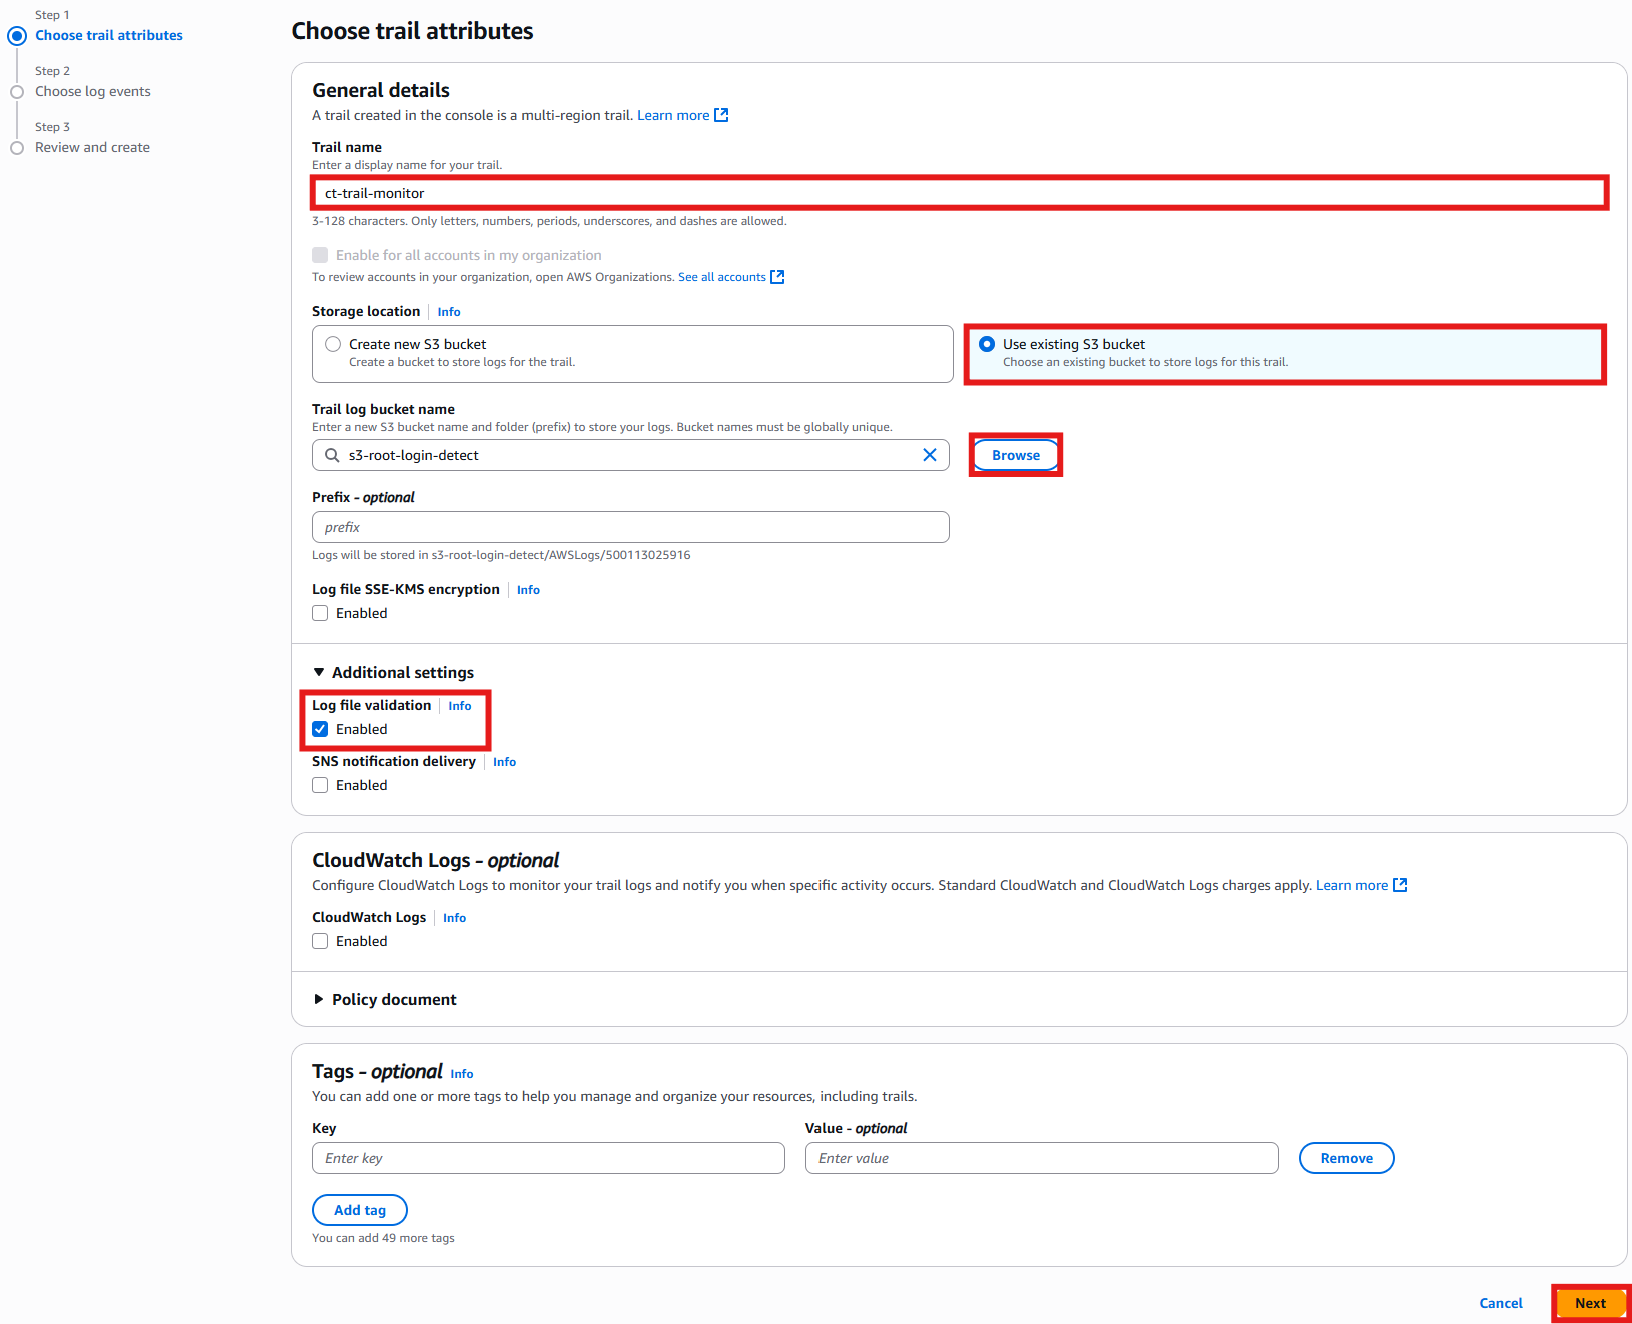 Step 1
Choose trail attributes
Step 2
Choose log events
Step 3
Review and create
Choose trail attributes
General details
A trail created in the console is a multi-region trail. Learn more
Trail name
Enter a display name for your trail.
ct-trail-monitor
3-128 characters. Only letters, numbers, periods, underscores, and dashes are allowed.
Enable for all accounts in my organization
To review accounts in your organization, open AWS Organizations. See all accounts
Storage location Info
Create new S3 bucket
Create a bucket to store logs for the trail.
Use existing S3 bucket
Choose an existing bucket to store logs for this trail.
Trail log bucket name
Enter a new S3 bucket name and folder (prefix) to store your logs. Bucket names must be globally unique.
s3-root-login-detect
Browse
Prefix - optional
prefix
Logs will be stored in s3-root-login-detect/AWSLogs/500113025916
Log file SSE-KMS encryption Info
Enabled
Additional settings
Log file validation Info
Enabled
SNS notification delivery Info
Enabled
CloudWatch Logs - optional
Configure CloudWatch Logs to monitor your trail logs and notify you when specific activity occurs. Standard CloudWatch and CloudWatch Logs charges apply. Learn more
CloudWatch Logs Info
Enabled
Policy document
Tags - optional Info
You can add one or more tags to help you manage and organize your resources, including trails.
Key
Value - optional
Enter key
Enter value
Remove
Add tag
You can add 49 more tags
Cancel
Next